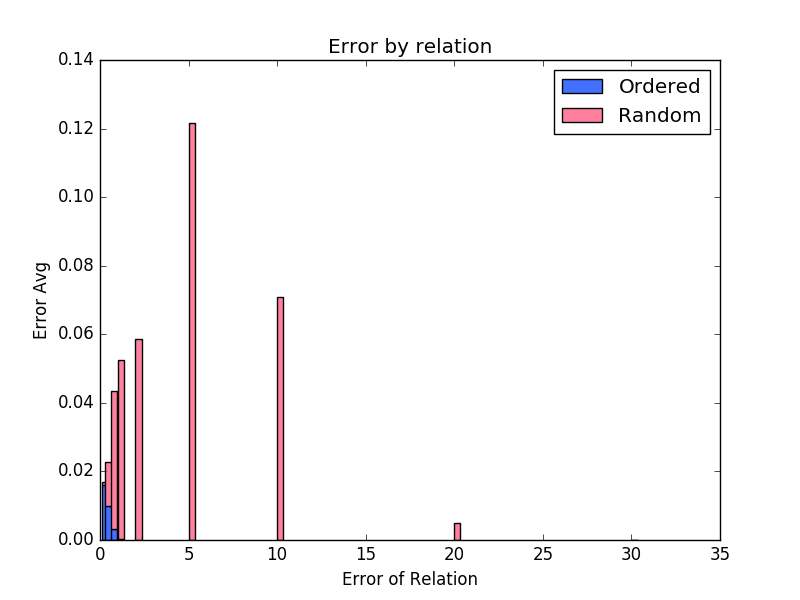 Error by relation
Ordered
Random
Error Avg
0.14
0.12
0.10
0.08
0.06
0.04
0.02
0.00
0 5 10 15 20 25 30 35
Error of Relation